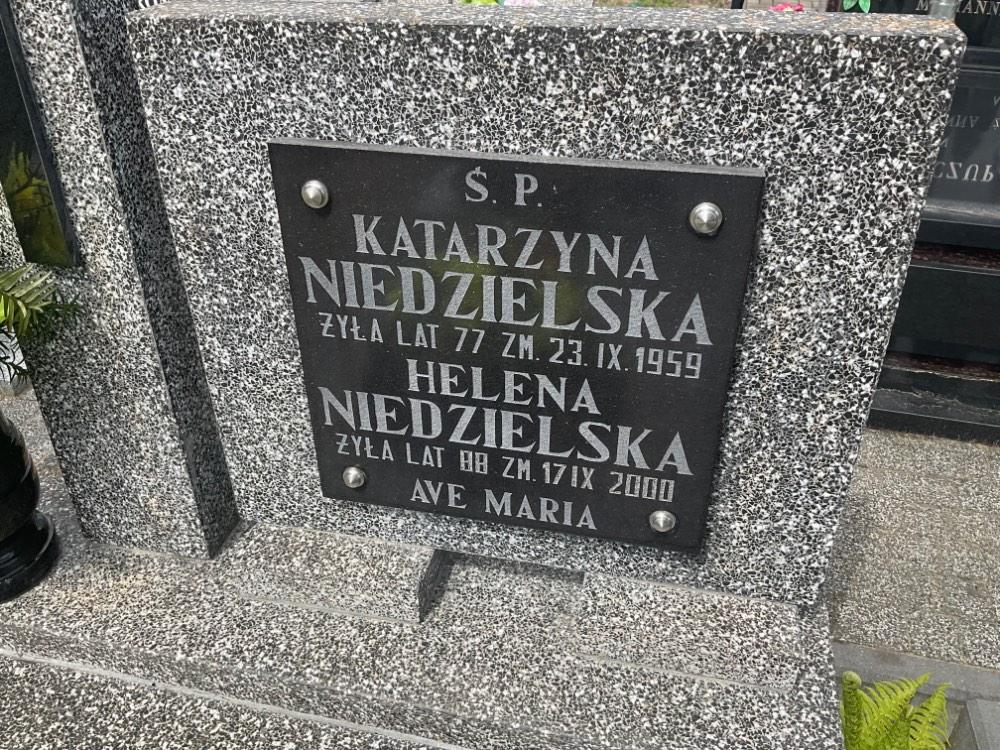 Ś. P.
KATARZYNA
NIEDZIELSKA
ŻYŁA LAT 77 ZM. 23. IX. 1959
HELENA
NIEDZIELSKA
ŻYŁA LAT 88 ZM. 17 IX 2000
AVE MARIA